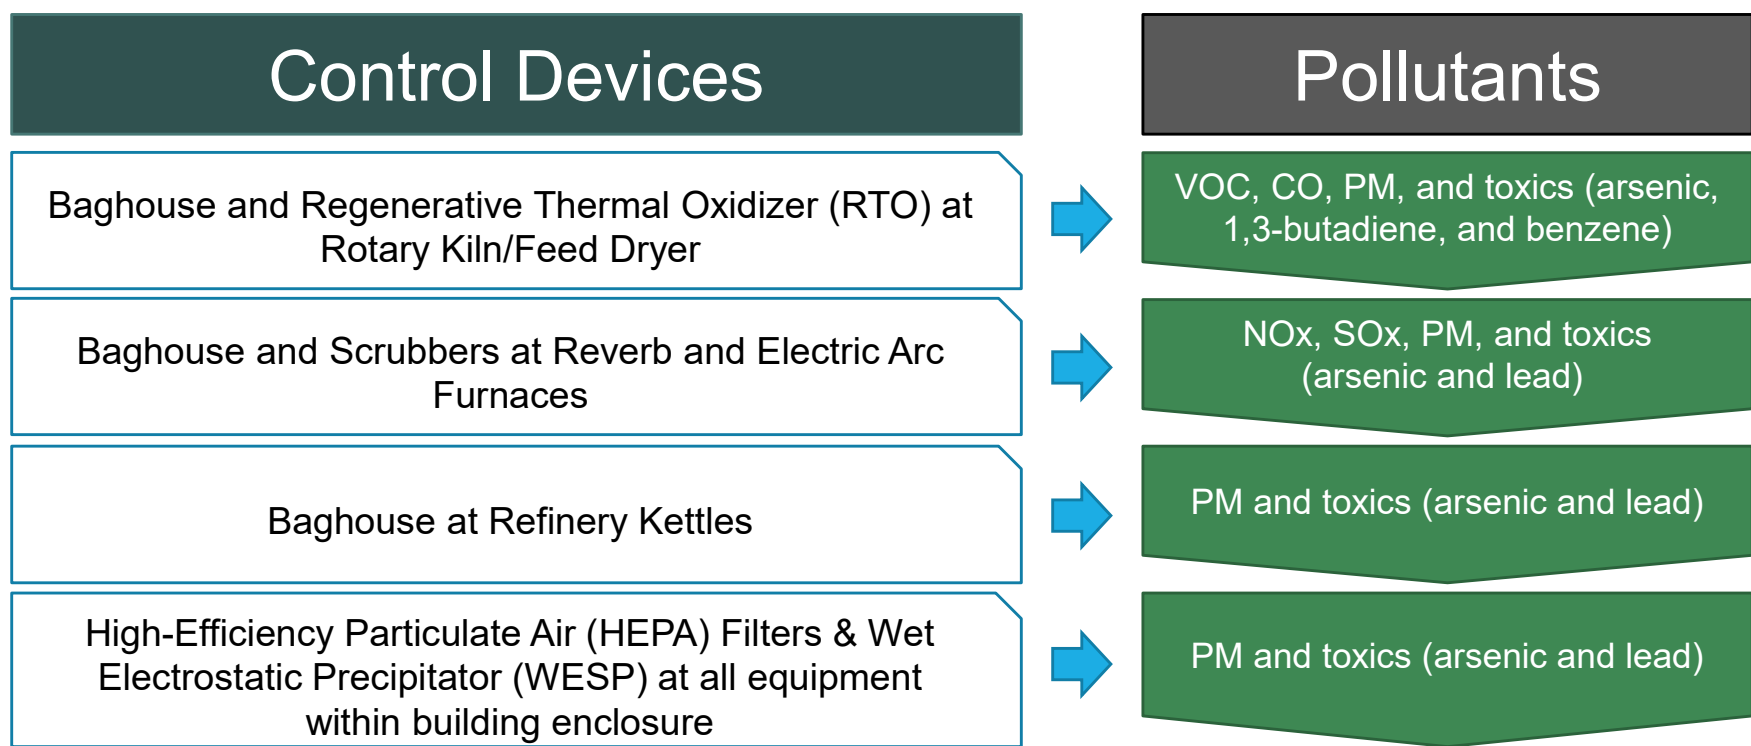 Control Devices
Pollutants
Baghouse and Regenerative Thermal Oxidizer (RTO) at
Rotary Kiln/Feed Dryer
VOC, CO, PM, and toxics (arsenic,
1,3-butadiene, and benzene)
Baghouse and Scrubbers at Reverb and Electric Arc
Furnaces
NOx, SOx, PM, and toxics
(arsenic and lead)
Baghouse at Refinery Kettles
PM and toxics (arsenic and lead)
High-Efficiency Particulate Air (HEPA) Filters & Wet
Electrostatic Precipitator (WESP) at all equipment
within building enclosure
PM and toxics (arsenic and lead)